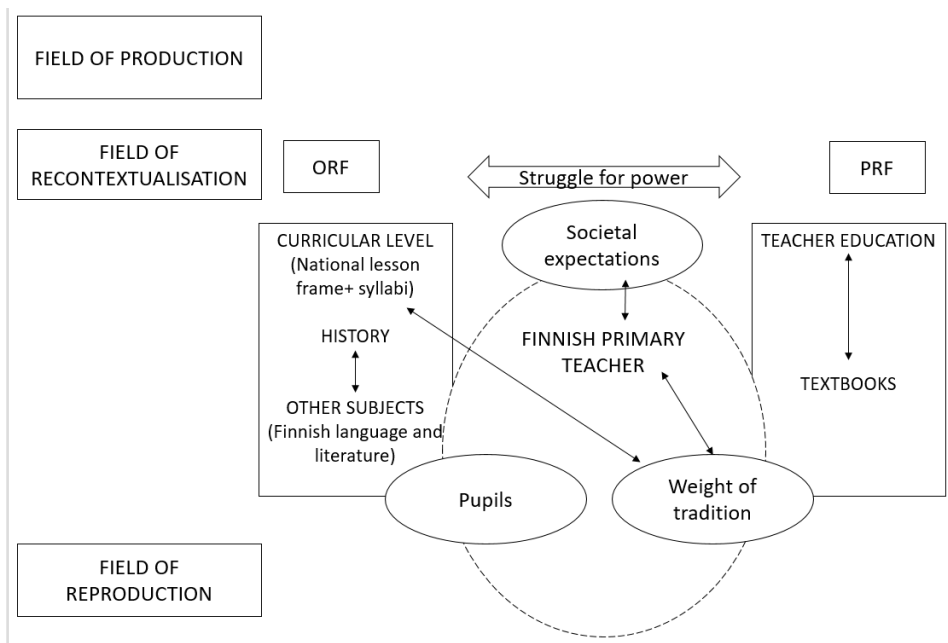 FIELD OF PRODUCTION
FIELD OF
RECONTEXTUALISATION
ORF
Struggle for power
PRF
CURRICULAR LEVEL
(National lesson
frame+ syllabi)
HISTORY
OTHER SUBJECTS
(Finnish language and
literature)
Societal
expectations
FINNISH PRIMARY
TEACHER
TEACHER EDUCATION
TEXTBOOKS
Pupils
Weight of
tradition
FIELD OF
REPRODUCTION